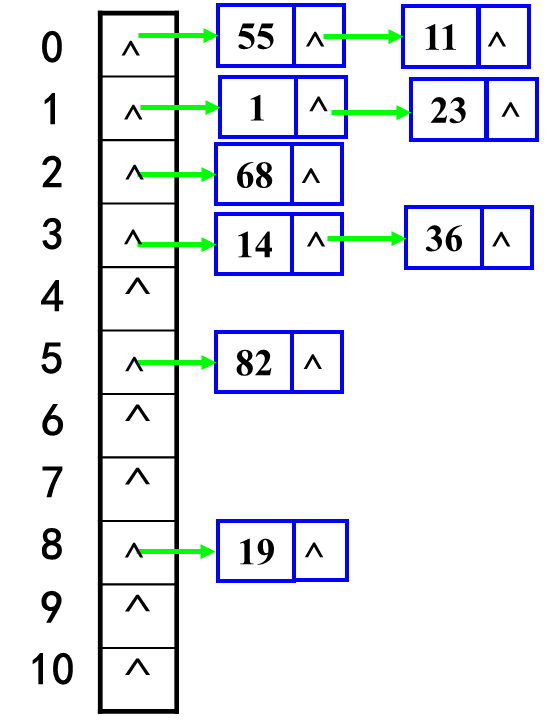 0 ^ 55 ^ 11 ^
1 ^ 1 ^ 23 ^
2 ^ 68 ^
3 ^ 14 ^ 36 ^
4 ^
5 ^ 82 ^
6 ^
7 ^
8 ^ 19 ^
9 ^
10 ^